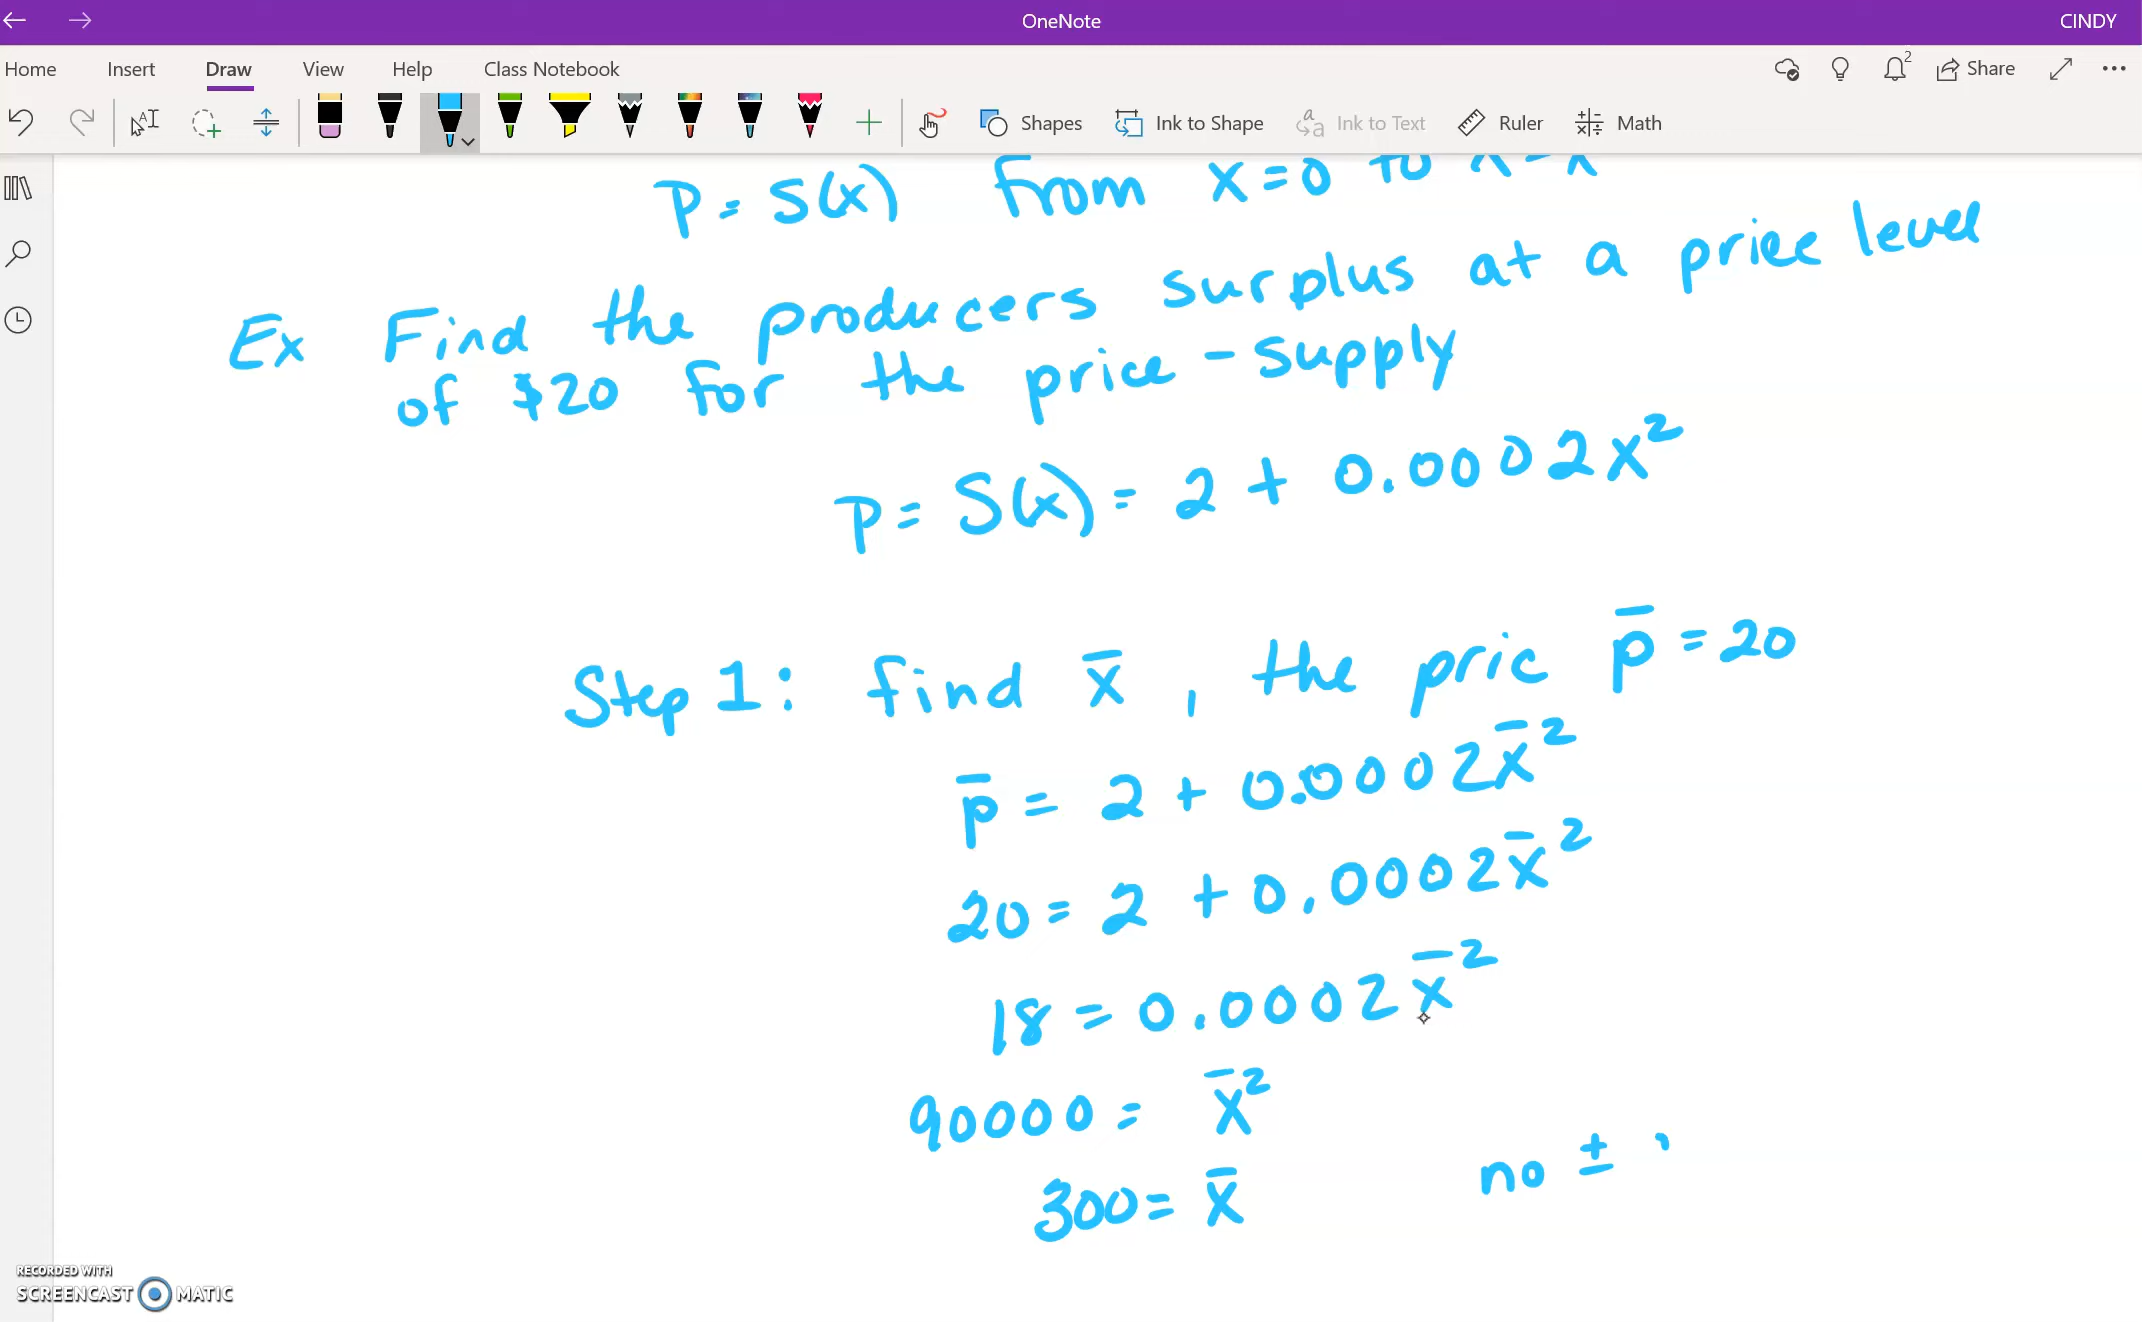 OneNote
CINDY
Home Insert Draw View Help Class Notebook
2 Share
Shapes Ink to Shape Ink to Text Ruler Math
p = S(x) from x=0 to x̄ = x
Ex Find the producers surplus at a price level
of $20 for the price-supply
p = S(x) = 2 + 0.0002x²
Step 1: find x̄, the pric p̄ = 20
p̄ = 2 + 0.0002x̄²
20 = 2 + 0.0002x̄²
18 = 0.0002x̄²
90000 = x̄²
300 = x̄ no ±
RECORDED WITH
SCREENCAST MATIC